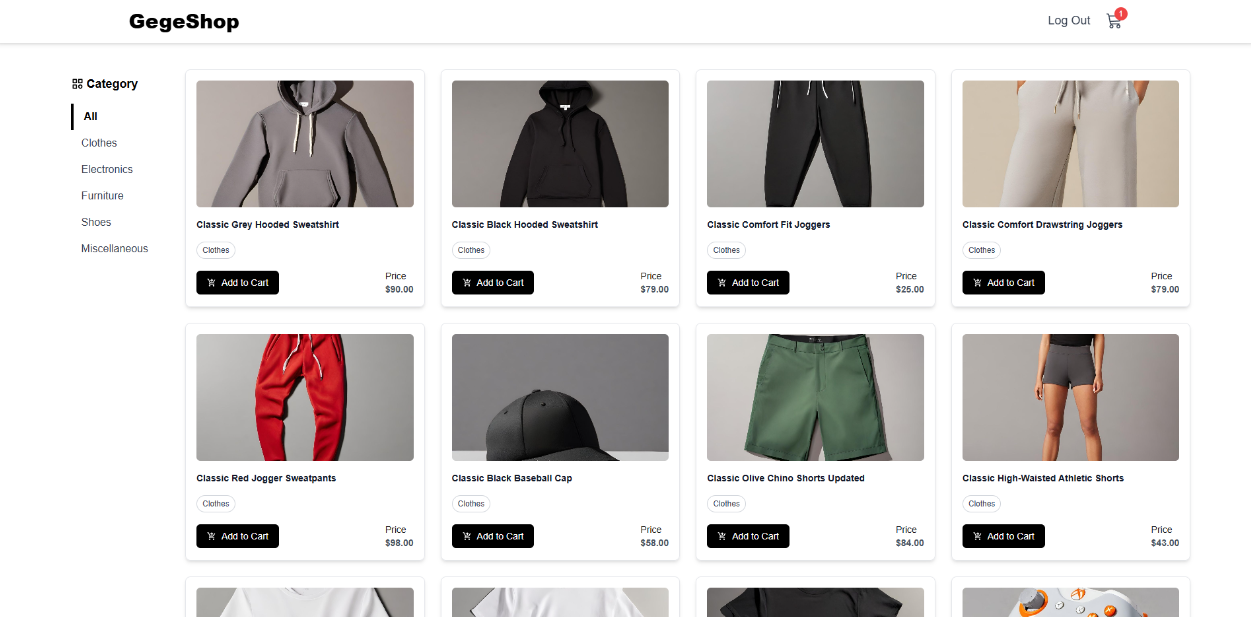 GegeShop
Log Out
1
Category
All
Clothes
Electronics
Furniture
Shoes
Miscellaneous
Classic Grey Hooded Sweatshirt
Clothes
Add to Cart
Price
$90.00
Classic Black Hooded Sweatshirt
Clothes
Add to Cart
Price
$79.00
Classic Comfort Fit Joggers
Clothes
Add to Cart
Price
$25.00
Classic Comfort Drawstring Joggers
Clothes
Add to Cart
Price
$79.00
Classic Red Jogger Sweatpants
Clothes
Add to Cart
Price
$98.00
Classic Black Baseball Cap
Clothes
Add to Cart
Price
$58.00
Classic Olive Chino Shorts Updated
Clothes
Add to Cart
Price
$84.00
Classic High-Waisted Athletic Shorts
Clothes
Add to Cart
Price
$43.00